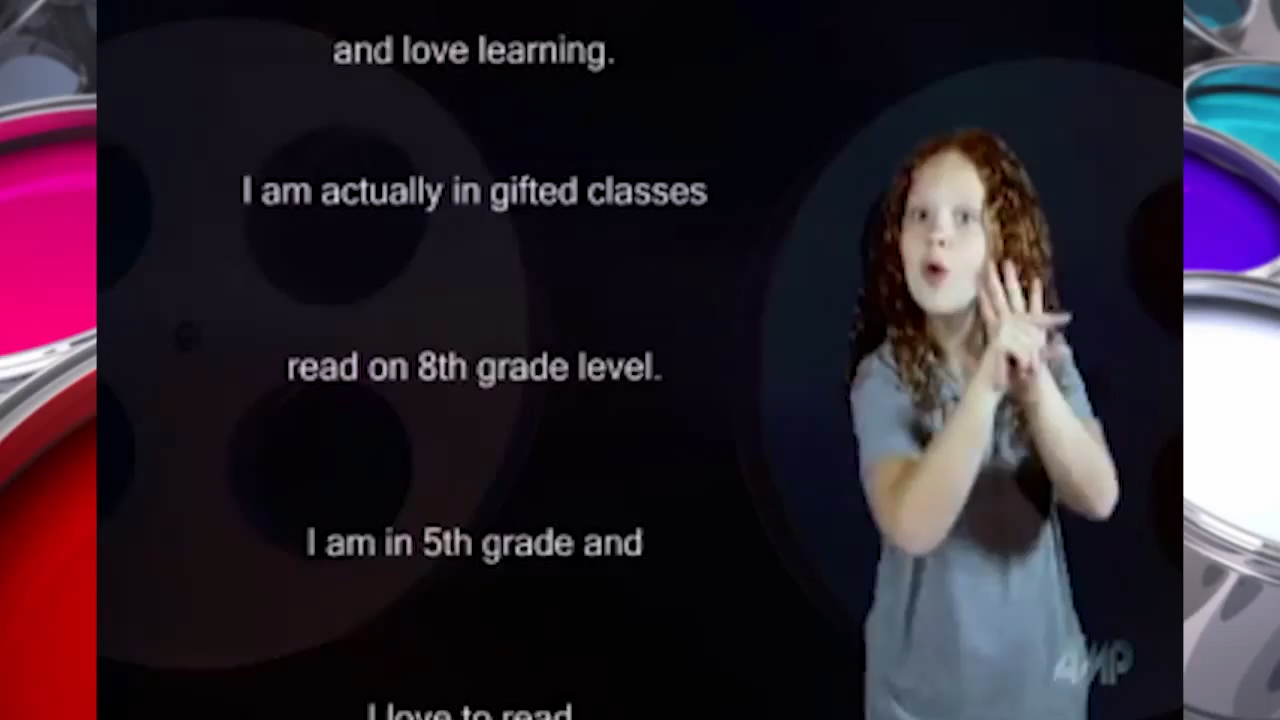 and love learning.
I am actually in gifted classes
read on 8th grade level.
I am in 5th grade and
I love to read
AMP